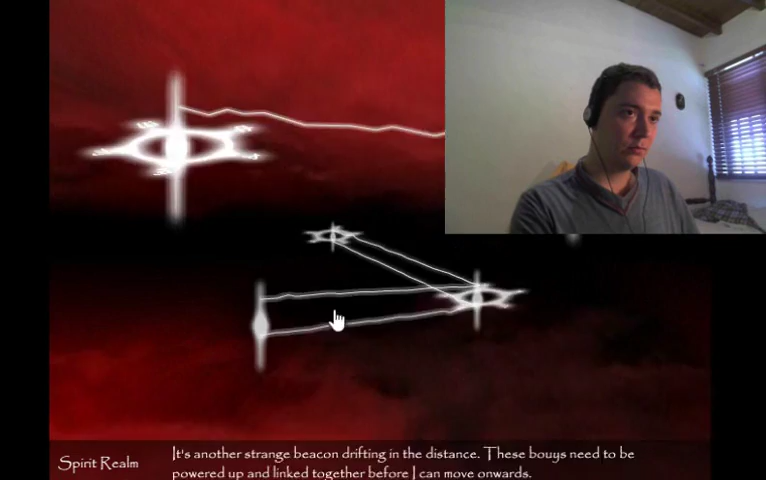 It's another strange beacon drifting in the distance. These bouys need to be
Spirit Realm
powered up and linked together before I can move onwards.